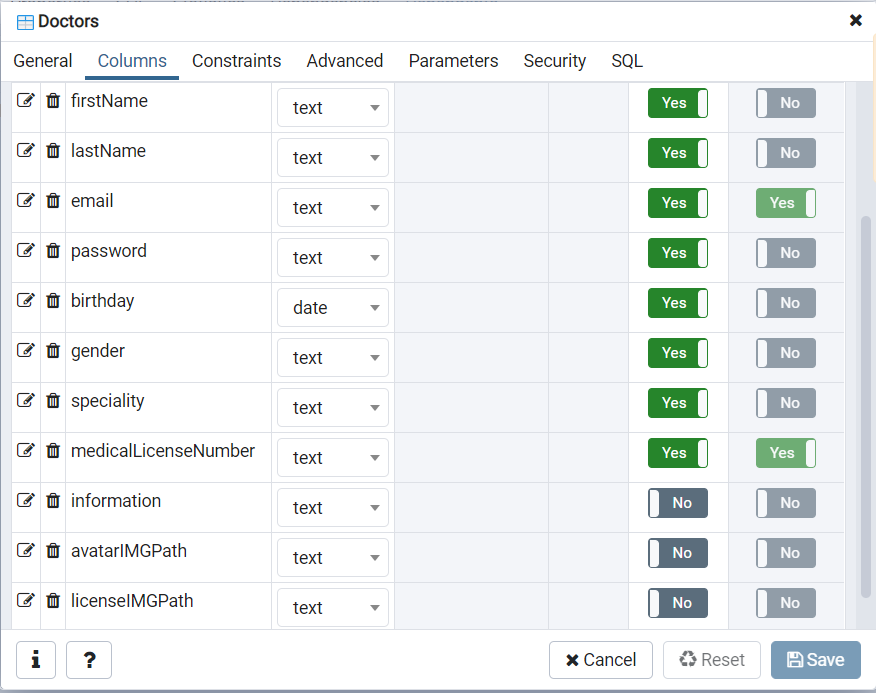 Doctors
General Columns Constraints Advanced Parameters Security SQL
firstName text Yes No
lastName text Yes No
email text Yes Yes
password text Yes No
birthday date Yes No
gender text Yes No
speciality text Yes No
medicalLicenseNumber text Yes Yes
information text No No
avatarIMGPath text No No
licenseIMGPath text No No
i ? Cancel Reset Save